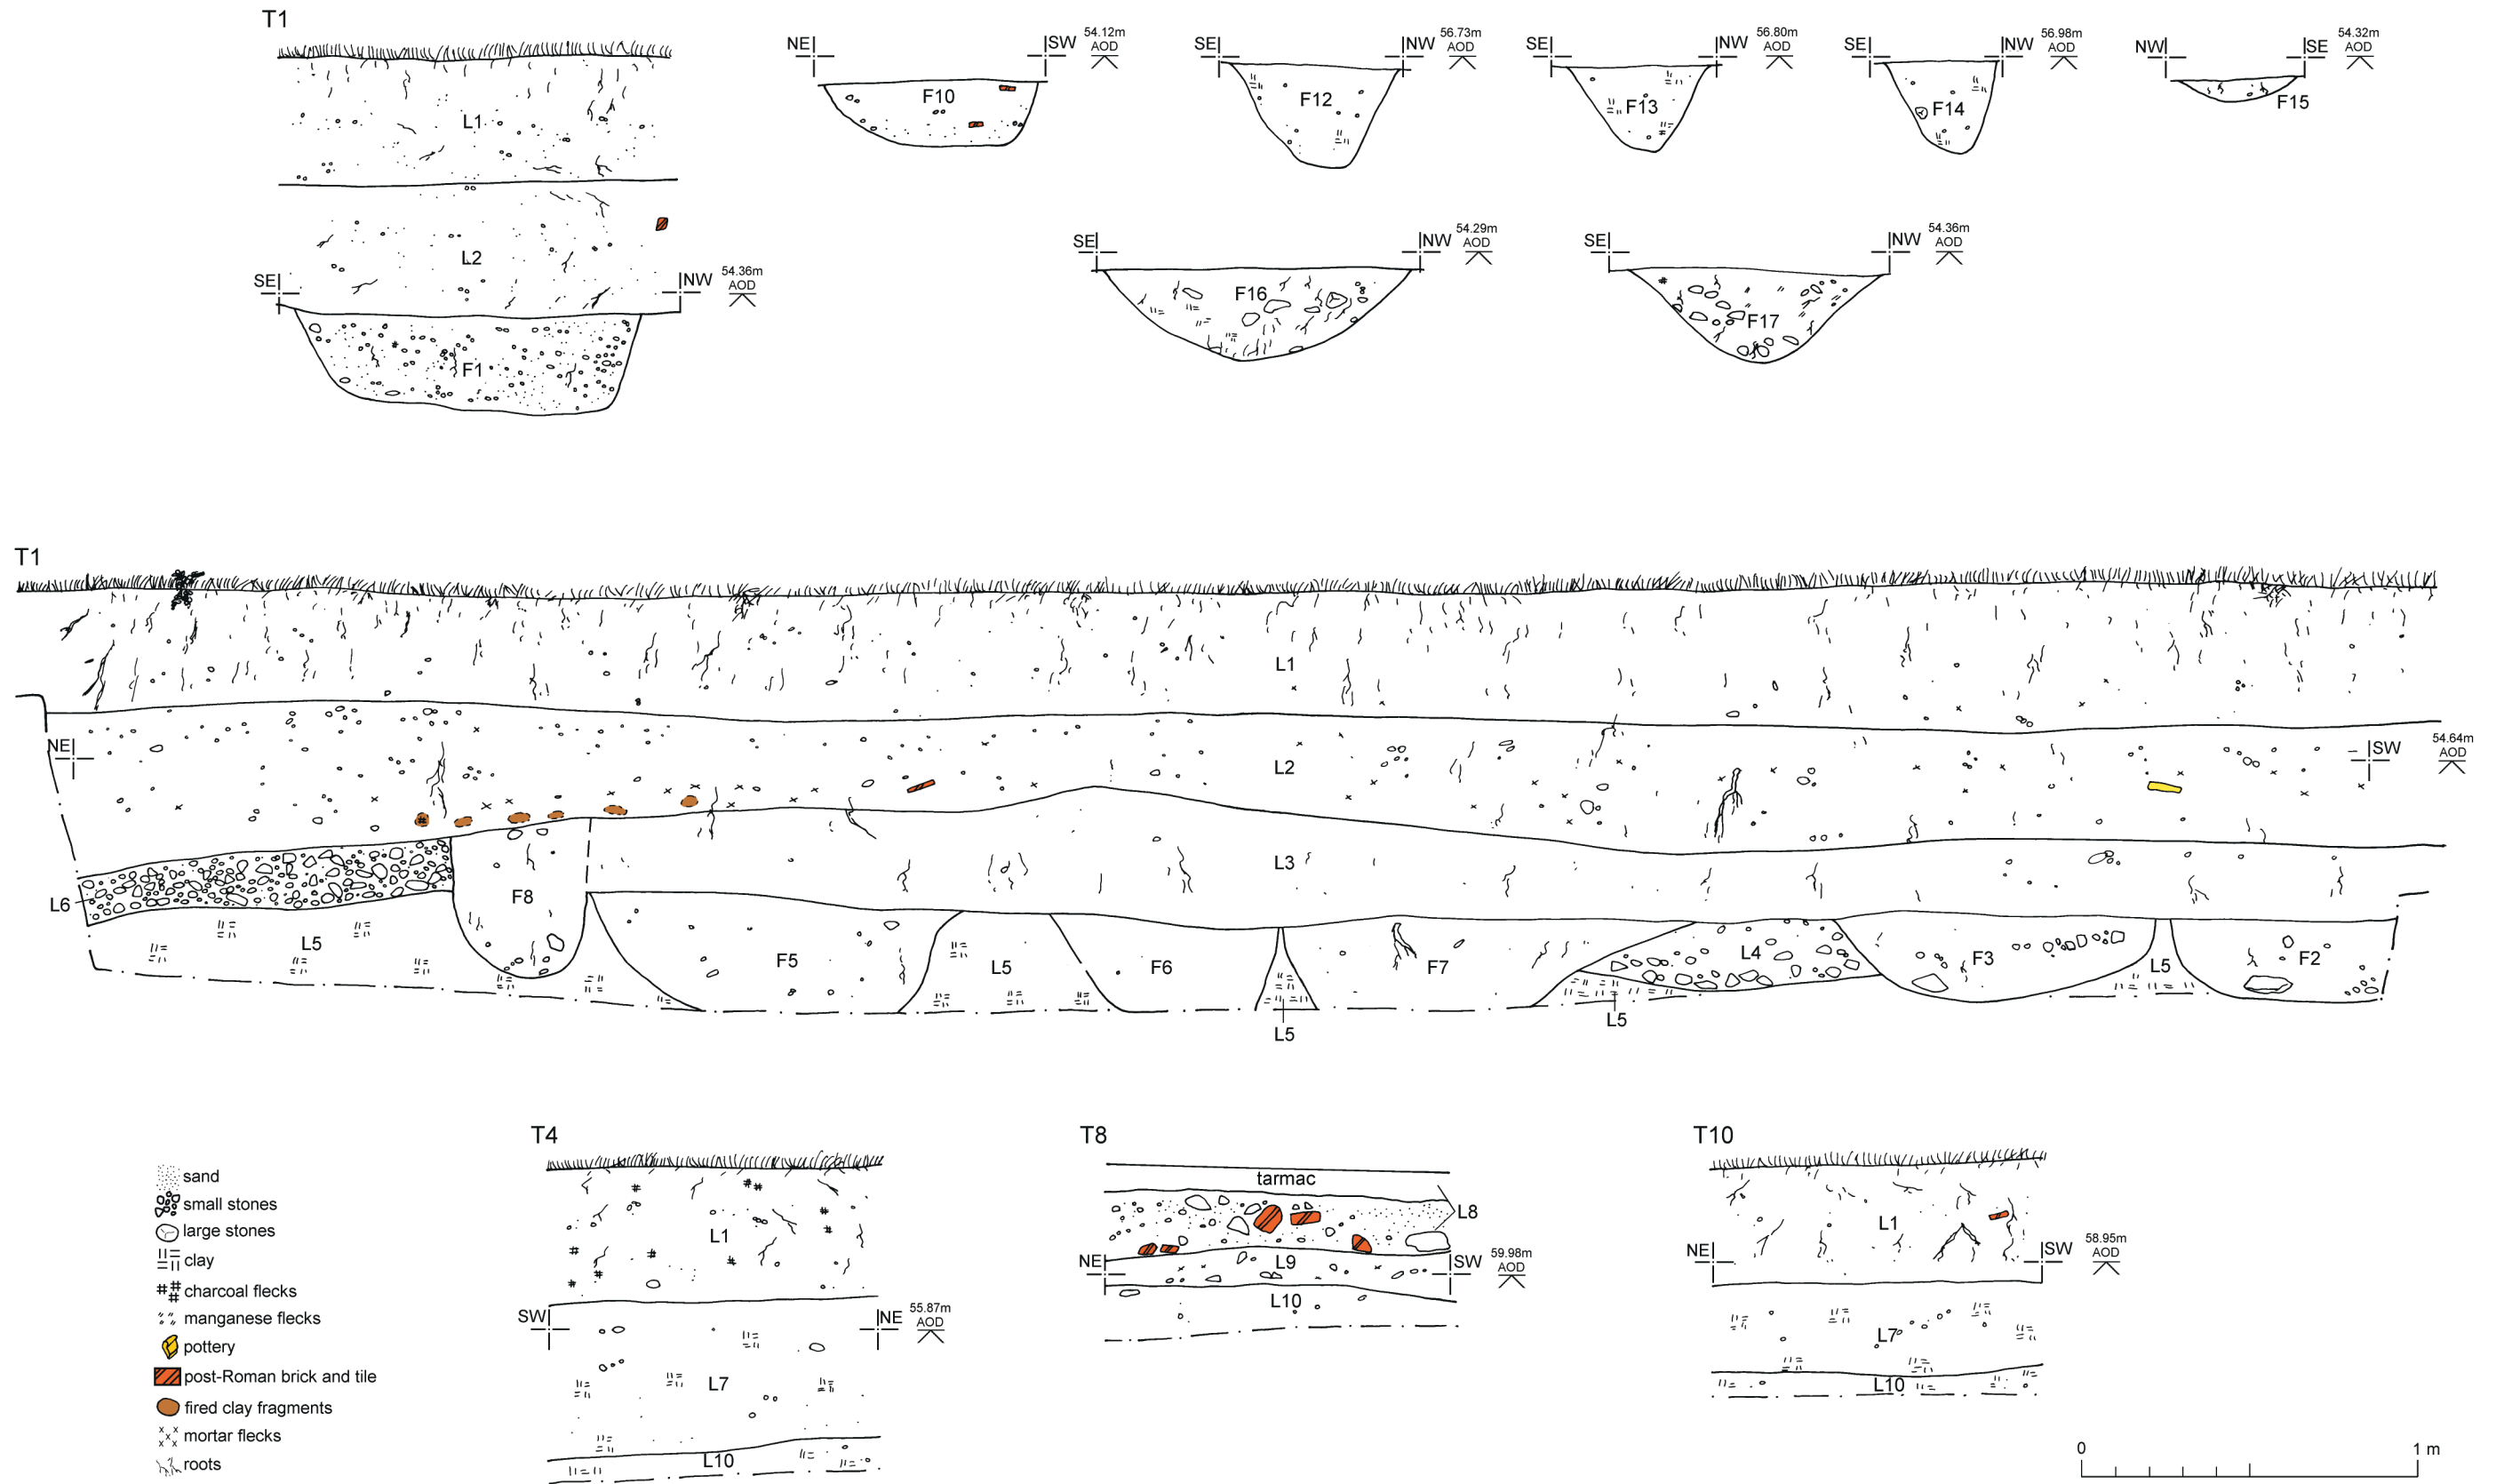 T1
L1
L2
SE NW 54.36m AOD
F1
NE SW 54.12m AOD
F10
SE NW 56.73m AOD
F12
SE NW 56.80m AOD
F13
SE NW 56.98m AOD
F14
NW SE 54.32m AOD
F15
SE NW 54.29m AOD
F16
SE NW 54.36m AOD
F17
T1
L1
NE L2 SW 54.64m AOD
L3
L6 F8
L5 F5 L5 F6 F7 L4 F3 L5 F2
L5 L5
sand
small stones
large stones
clay
charcoal flecks
manganese flecks
pottery
post-Roman brick and tile
fired clay fragments
mortar flecks
roots
T4
L1
SW NE 55.87m AOD
L7
L10
T8
tarmac
L8
NE L9 SW 59.98m AOD
L10
T10
L1
NE SW 58.95m AOD
L7
L10
0 1 m